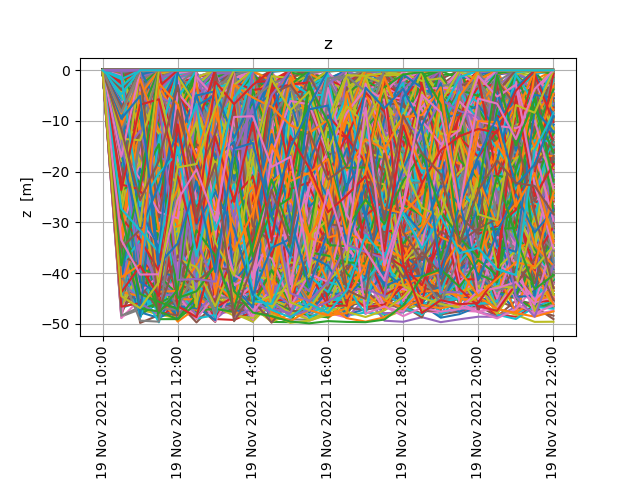 z
0
−10
−20
−30
−40
−50
z [m]
19 Nov 2021 10:00
19 Nov 2021 12:00
19 Nov 2021 14:00
19 Nov 2021 16:00
19 Nov 2021 18:00
19 Nov 2021 20:00
19 Nov 2021 22:00